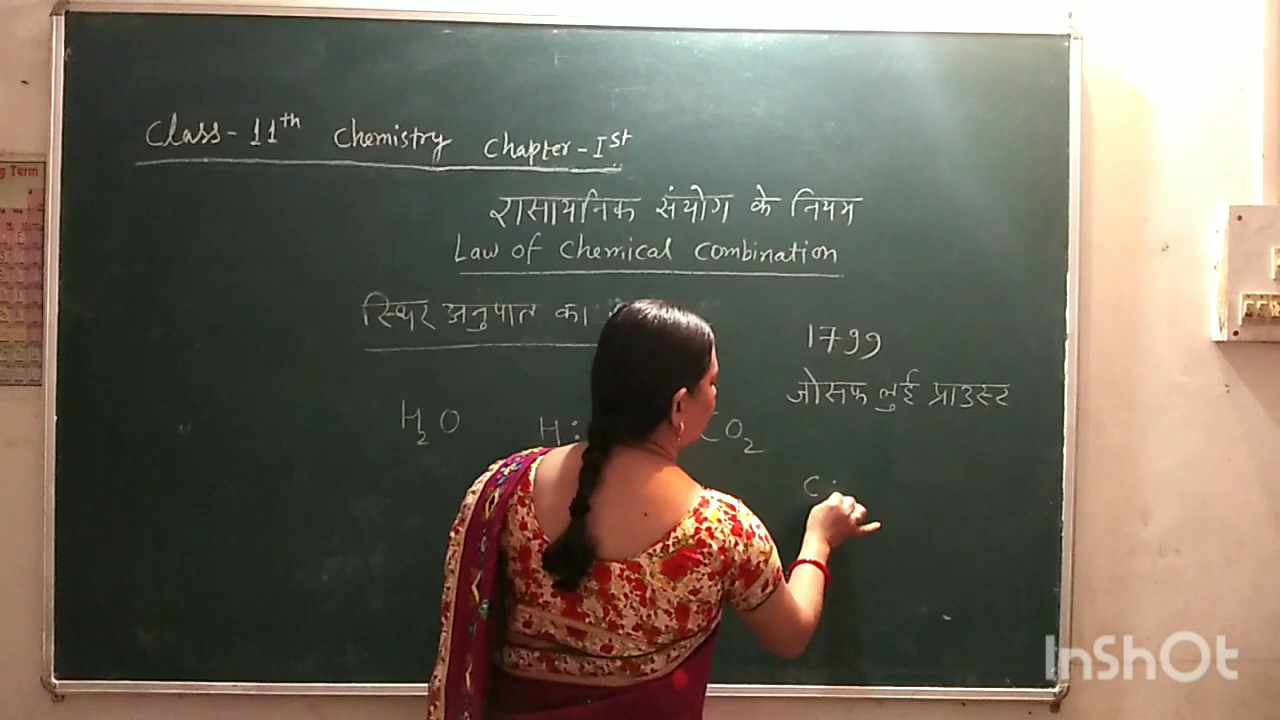 Class - 11th Chemistry Chapter - Ist
रासायनिक संयोग के नियम
Law of Chemical Combination
स्थिर अनुपात का
1799
जोसफ लुई प्राउस्ट
H2O H : CO2
C :
InShOt